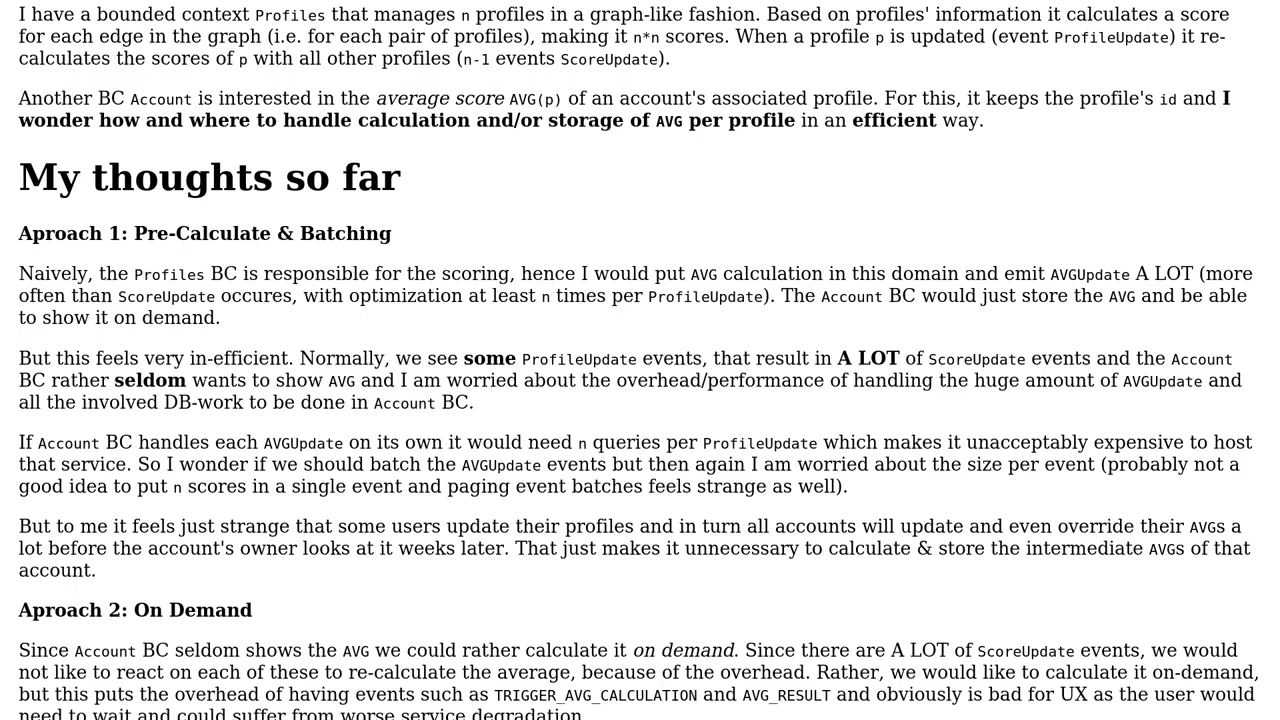 I have a bounded context Profiles that manages n profiles in a graph-like fashion. Based on profiles' information it calculates a score
for each edge in the graph (i.e. for each pair of profiles), making it n*n scores. When a profile p is updated (event ProfileUpdate) it re-
calculates the scores of p with all other profiles (n-1 events ScoreUpdate).
Another BC Account is interested in the average score AVG(p) of an account's associated profile. For this, it keeps the profile's id and I
wonder how and where to handle calculation and/or storage of AVG per profile in an efficient way.
My thoughts so far
Aproach 1: Pre-Calculate & Batching
Naively, the Profiles BC is responsible for the scoring, hence I would put AVG calculation in this domain and emit AVGUpdate A LOT (more
often than ScoreUpdate occures, with optimization at least n times per ProfileUpdate). The Account BC would just store the AVG and be able
to show it on demand.
But this feels very in-efficient. Normally, we see some ProfileUpdate events, that result in A LOT of ScoreUpdate events and the Account
BC rather seldom wants to show AVG and I am worried about the overhead/performance of handling the huge amount of AVGUpdate and
all the involved DB-work to be done in Account BC.
If Account BC handles each AVGUpdate on its own it would need n queries per ProfileUpdate which makes it unacceptably expensive to host
that service. So I wonder if we should batch the AVGUpdate events but then again I am worried about the size per event (probably not a
good idea to put n scores in a single event and paging event batches feels strange as well).
But to me it feels just strange that some users update their profiles and in turn all accounts will update and even override their AVGs a
lot before the account's owner looks at it weeks later. That just makes it unnecessary to calculate & store the intermediate AVGs of that
account.
Aproach 2: On Demand
Since Account BC seldom shows the AVG we could rather calculate it on demand. Since there are A LOT of ScoreUpdate events, we would
not like to react on each of these to re-calculate the average, because of the overhead. Rather, we would like to calculate it on-demand,
but this puts the overhead of having events such as TRIGGER_AVG_CALCULATION and AVG_RESULT and obviously is bad for UX as the user would
need to wait and could suffer from worse service degradation.